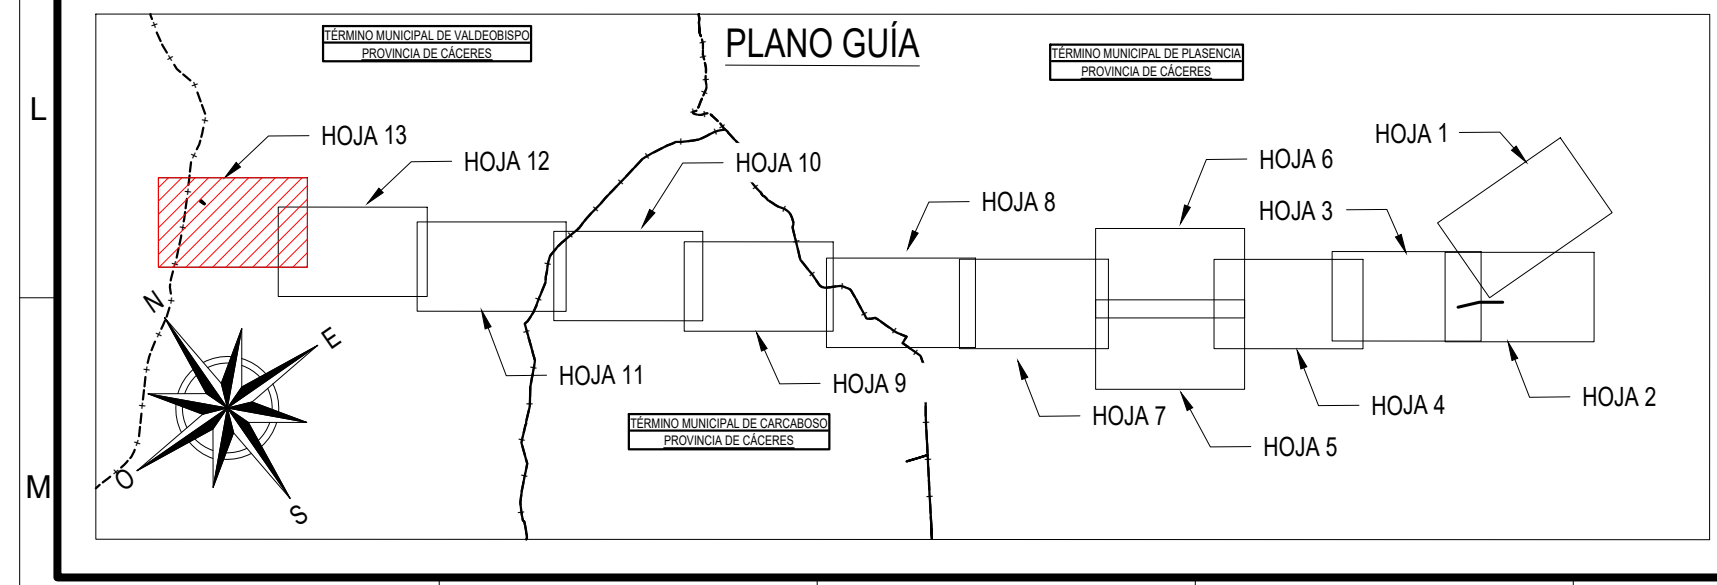 TÉRMINO MUNICIPAL DE VALDEOBISPO
PROVINCIA DE CÁCERES
PLANO GUÍA
TÉRMINO MUNICIPAL DE PLASENCIA
PROVINCIA DE CÁCERES
L
HOJA 13
HOJA 12
HOJA 10
HOJA 8
HOJA 6
HOJA 3
HOJA 1
N
E
O
S
HOJA 11
HOJA 9
HOJA 7
HOJA 5
HOJA 4
HOJA 2
TÉRMINO MUNICIPAL DE CARCABOSO
PROVINCIA DE CÁCERES
M